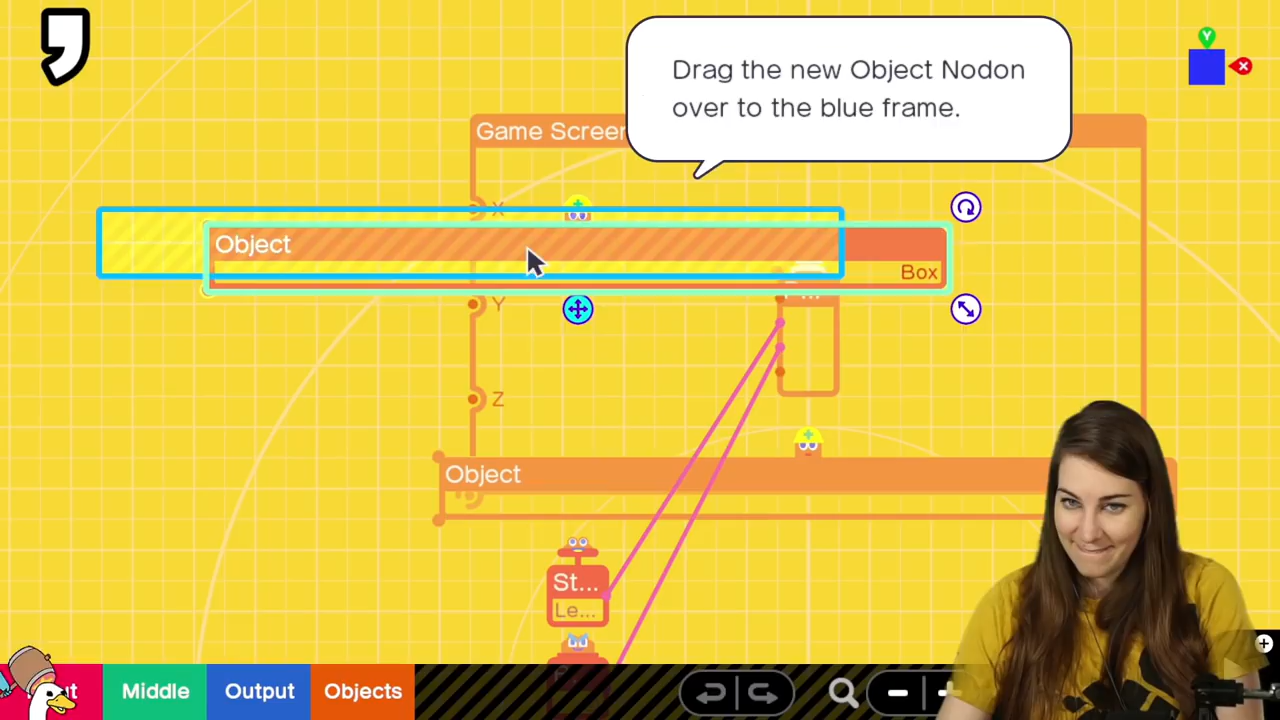 Drag the new Object Nodon
over to the blue frame.
Y
Game Screen
X
Object
Box
Y
Z
Object
St...
Le...
Middle
Output
Objects